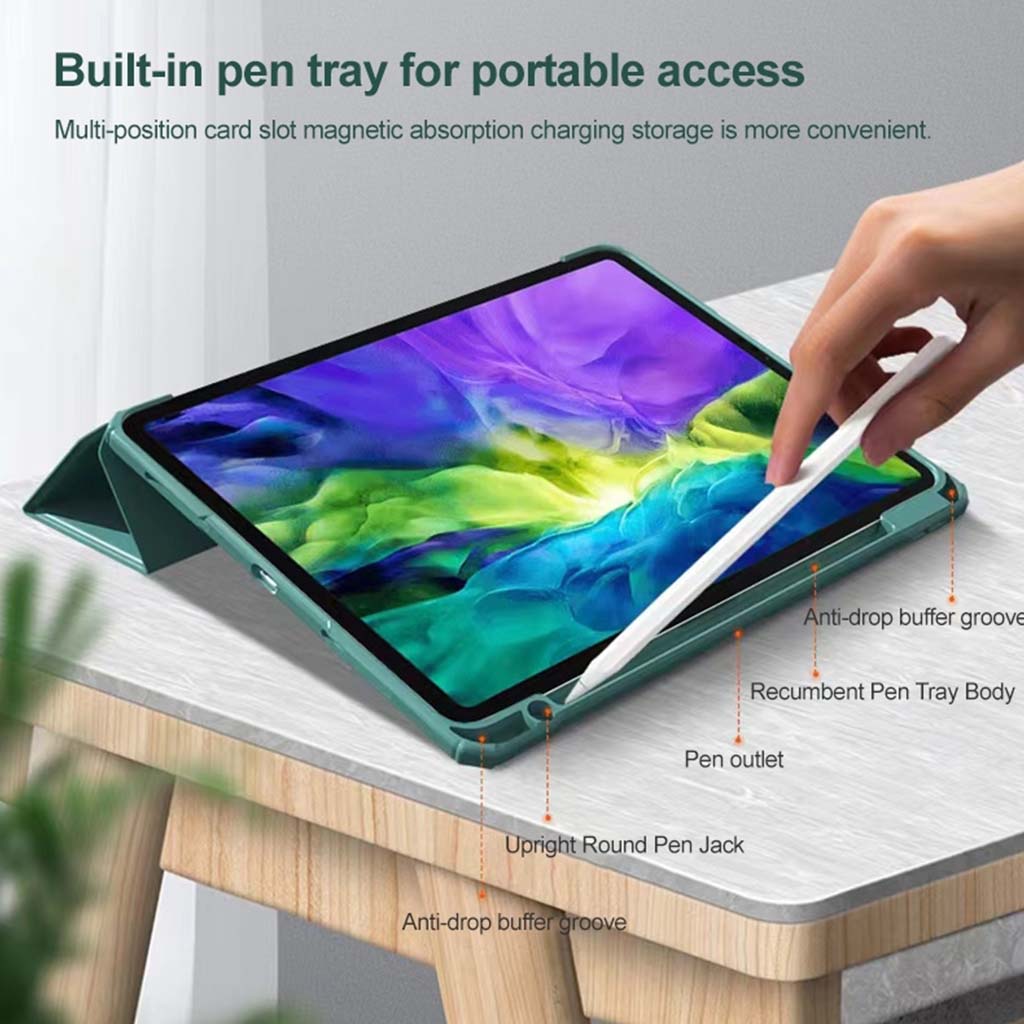 Built-in pen tray for portable access
Multi-position card slot magnetic absorption charging storage is more convenient.
Anti-drop buffer groove
Recumbent Pen Tray Body
Pen outlet
Upright Round Pen Jack
Anti-drop buffer groove